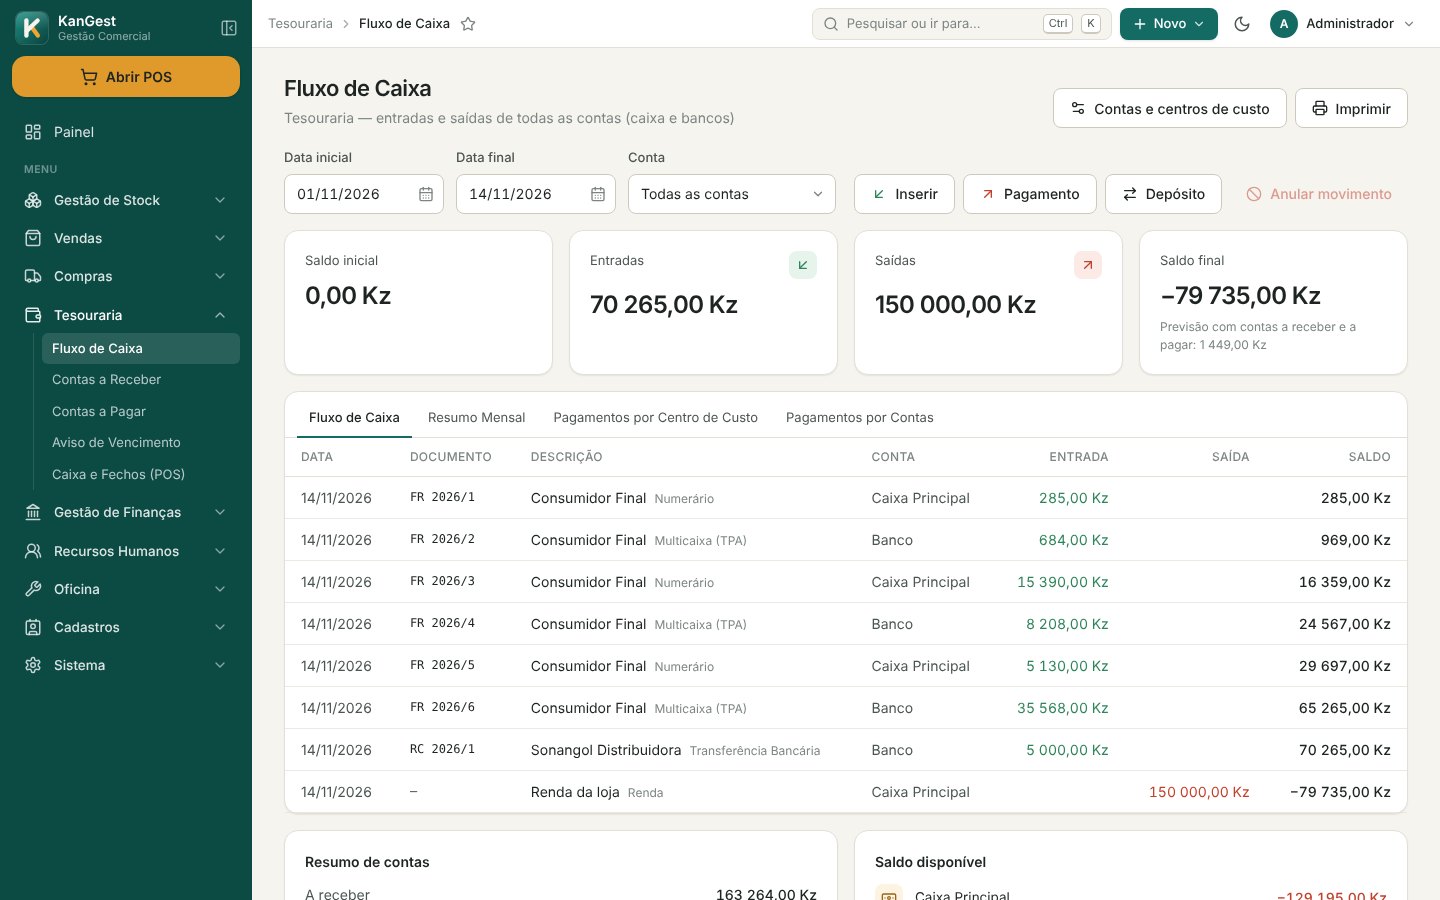 KanGest
Gestão Comercial
Abrir POS
Painel
MENU
Gestão de Stock
Vendas
Compras
Tesouraria
Fluxo de Caixa
Contas a Receber
Contas a Pagar
Aviso de Vencimento
Caixa e Fechos (POS)
Gestão de Finanças
Recursos Humanos
Oficina
Cadastros
Sistema
Tesouraria > Fluxo de Caixa
Pesquisar ou ir para... Ctrl K
Novo
A Administrador
Fluxo de Caixa
Tesouraria — entradas e saídas de todas as contas (caixa e bancos)
Contas e centros de custo
Imprimir
Data inicial Data final Conta
01/11/2026 14/11/2026 Todas as contas
Inserir Pagamento Depósito Anular movimento
Saldo inicial
0,00 Kz
Entradas
70 265,00 Kz
Saídas
150 000,00 Kz
Saldo final
−79 735,00 Kz
Previsão com contas a receber e a
pagar: 1 449,00 Kz
Fluxo de Caixa Resumo Mensal Pagamentos por Centro de Custo Pagamentos por Contas
DATA DOCUMENTO DESCRIÇÃO CONTA ENTRADA SAÍDA SALDO
14/11/2026 FR 2026/1 Consumidor Final Numerário Caixa Principal 285,00 Kz 285,00 Kz
14/11/2026 FR 2026/2 Consumidor Final Multicaixa (TPA) Banco 684,00 Kz 969,00 Kz
14/11/2026 FR 2026/3 Consumidor Final Numerário Caixa Principal 15 390,00 Kz 16 359,00 Kz
14/11/2026 FR 2026/4 Consumidor Final Multicaixa (TPA) Banco 8 208,00 Kz 24 567,00 Kz
14/11/2026 FR 2026/5 Consumidor Final Numerário Caixa Principal 5 130,00 Kz 29 697,00 Kz
14/11/2026 FR 2026/6 Consumidor Final Multicaixa (TPA) Banco 35 568,00 Kz 65 265,00 Kz
14/11/2026 RC 2026/1 Sonangol Distribuidora Transferência Bancária Banco 5 000,00 Kz 70 265,00 Kz
14/11/2026 — Renda da loja Renda Caixa Principal 150 000,00 Kz −79 735,00 Kz
Resumo de contas
A receber 163 264,00 Kz
Saldo disponível
Caixa Principal −129 195,00 Kz